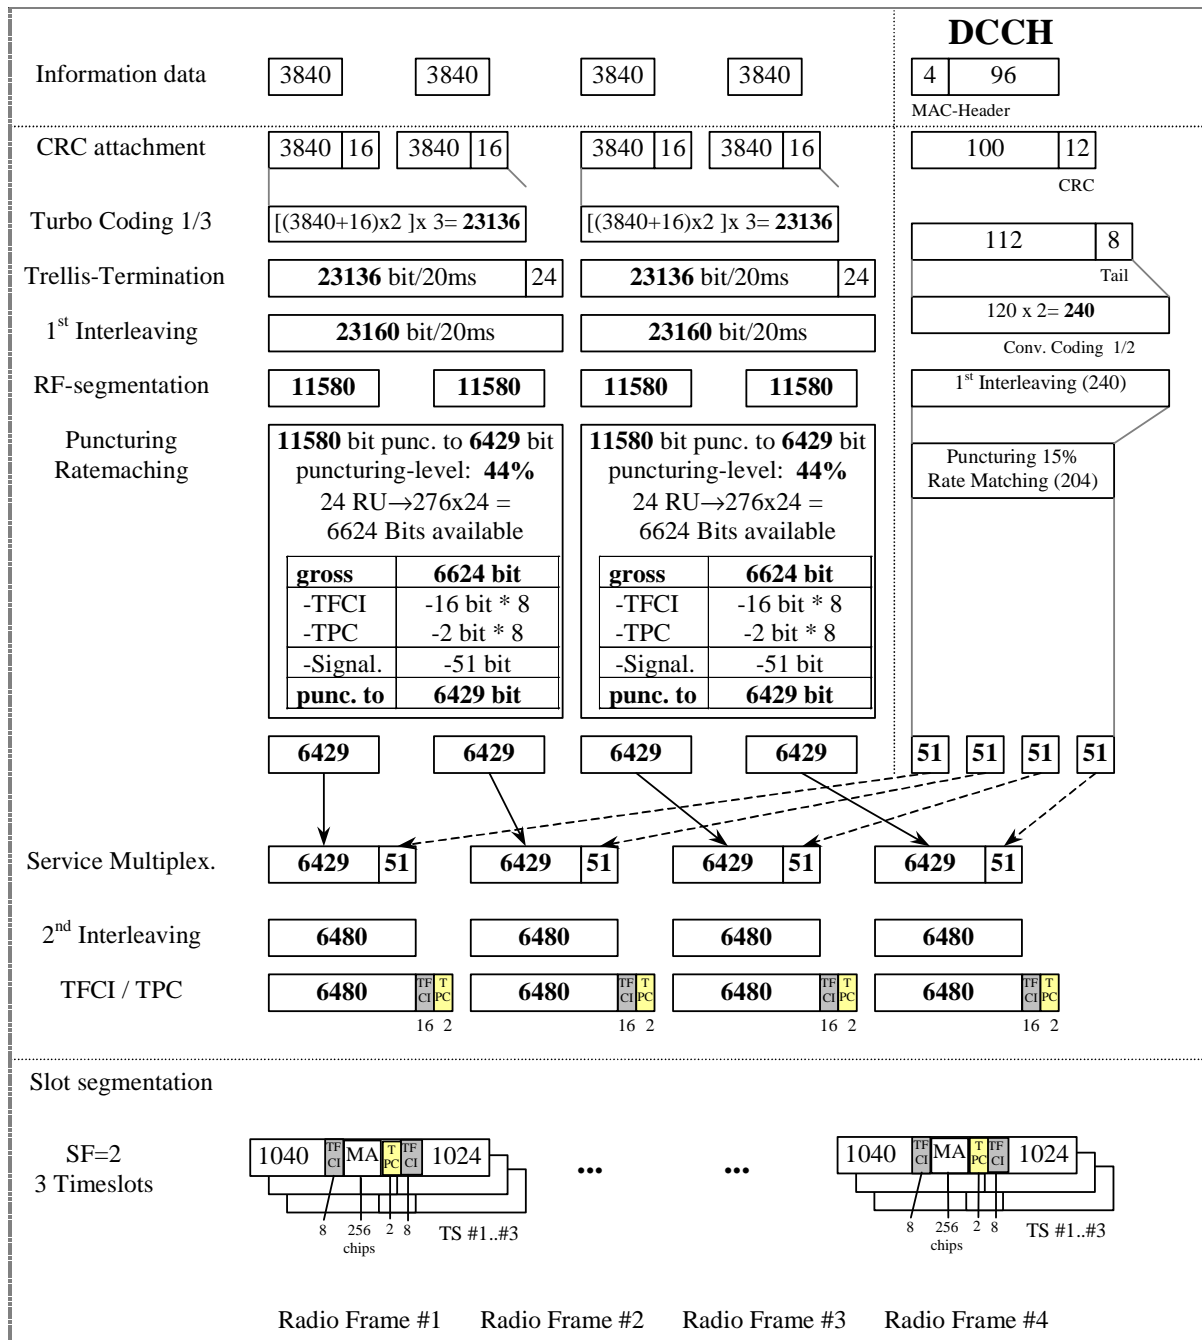 DCCH
Information data 3840 3840 3840 3840 4 96
MAC-Header
CRC attachment 3840 16 3840 16 3840 16 3840 16 100 12
CRC
Turbo Coding 1/3 [(3840+16)x2 ]x 3= 23136 [(3840+16)x2 ]x 3= 23136
112 8
Tail
Trellis-Termination 23136 bit/20ms 24 23136 bit/20ms 24
120 x 2= 240
Conv. Coding 1/2
1st Interleaving 23160 bit/20ms 23160 bit/20ms
RF-segmentation 11580 11580 11580 11580 1st Interleaving (240)
Puncturing
Ratemaching
11580 bit punc. to 6429 bit
puncturing-level: 44%
24 RU→276x24 =
6624 Bits available
gross 6624 bit
-TFCI -16 bit * 8
-TPC -2 bit * 8
-Signal. -51 bit
punc. to 6429 bit
11580 bit punc. to 6429 bit
puncturing-level: 44%
24 RU→276x24 =
6624 Bits available
gross 6624 bit
-TFCI -16 bit * 8
-TPC -2 bit * 8
-Signal. -51 bit
punc. to 6429 bit
Puncturing 15%
Rate Matching (204)
6429 6429 6429 6429 51 51 51 51
Service Multiplex. 6429 51 6429 51 6429 51 6429 51
2nd Interleaving 6480 6480 6480 6480
TFCI / TPC 6480 TF CI T PC 6480 TF CI T PC 6480 TF CI T PC 6480 TF CI T PC
16 2 16 2 16 2 16 2
Slot segmentation
SF=2
3 Timeslots
1040 TF CI MA T PC TF CI 1024 ... ... 1040 TF CI MA T PC TF CI 1024
8 256 2 8 TS #1..#3 8 256 2 8 TS #1..#3
chips chips
Radio Frame #1 Radio Frame #2 Radio Frame #3 Radio Frame #4